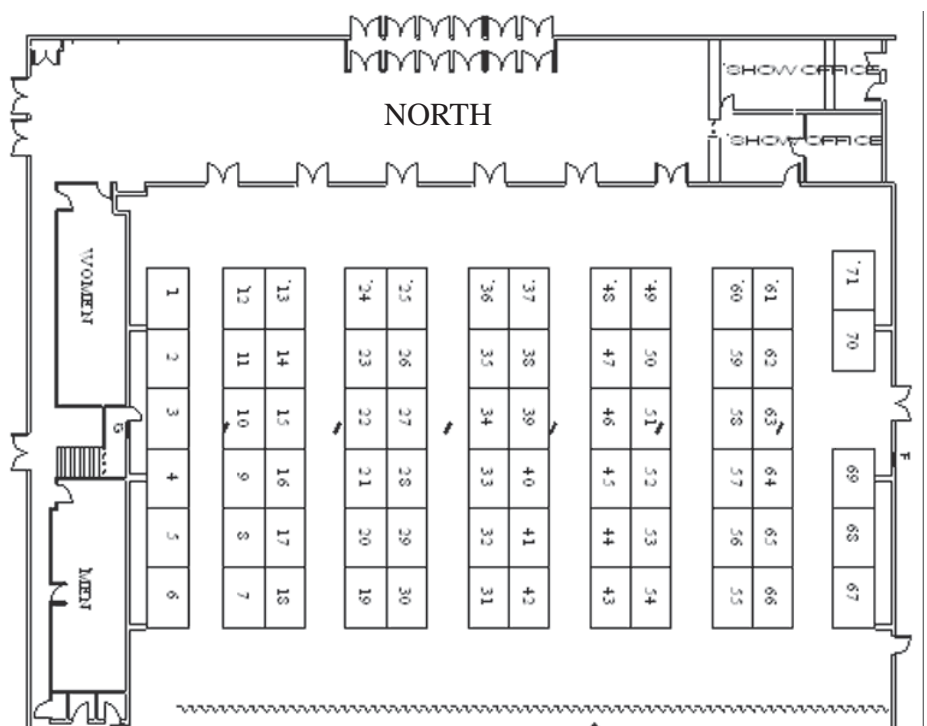 SHOW OFFICE
NORTH
SHOW OFFICE
WOMEN
1 12 13 24 25 36 37 48 49 60 61 71
2 11 14 23 26 35 38 47 50 59 62 70
3 10 15 22 27 34 39 46 51 58 63
G
F
4 9 16 21 28 33 40 45 52 57 64 69
5 8 17 20 29 32 41 44 53 56 65 68
MEN
6 7 18 19 30 31 42 43 54 55 66 67